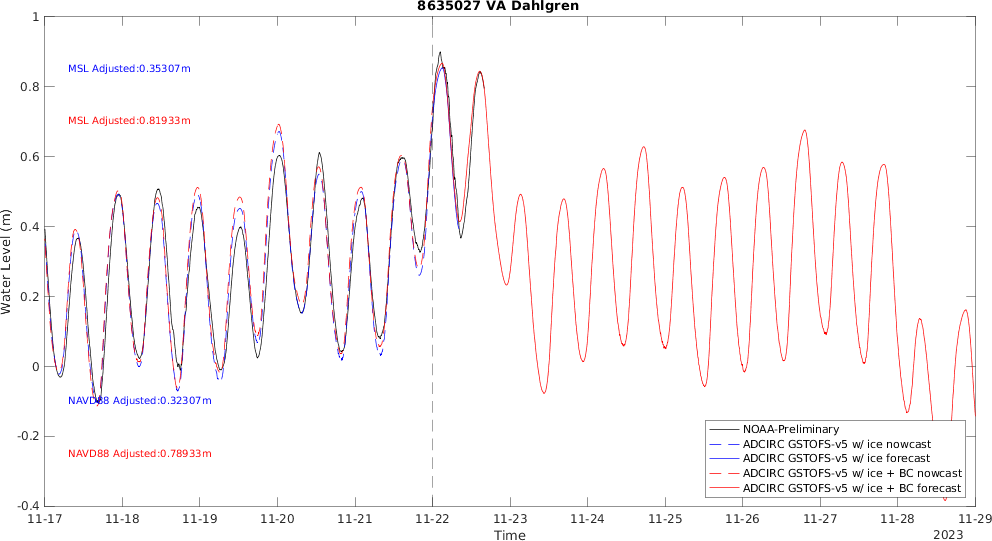 8635027 VA Dahlgren
1
0.8
0.6
0.4
0.2
0
-0.2
-0.4
Water Level (m)
MSL Adjusted:0.35307m
MSL Adjusted:0.81933m
NAVD88 Adjusted:0.32307m
NAVD88 Adjusted:0.78933m
NOAA-Preliminary
ADCIRC GSTOFS-v5 w/ ice nowcast
ADCIRC GSTOFS-v5 w/ ice forecast
ADCIRC GSTOFS-v5 w/ ice + BC nowcast
ADCIRC GSTOFS-v5 w/ ice + BC forecast
11-17 11-18 11-19 11-20 11-21 11-22 11-23 11-24 11-25 11-26 11-27 11-28 11-29
Time
2023